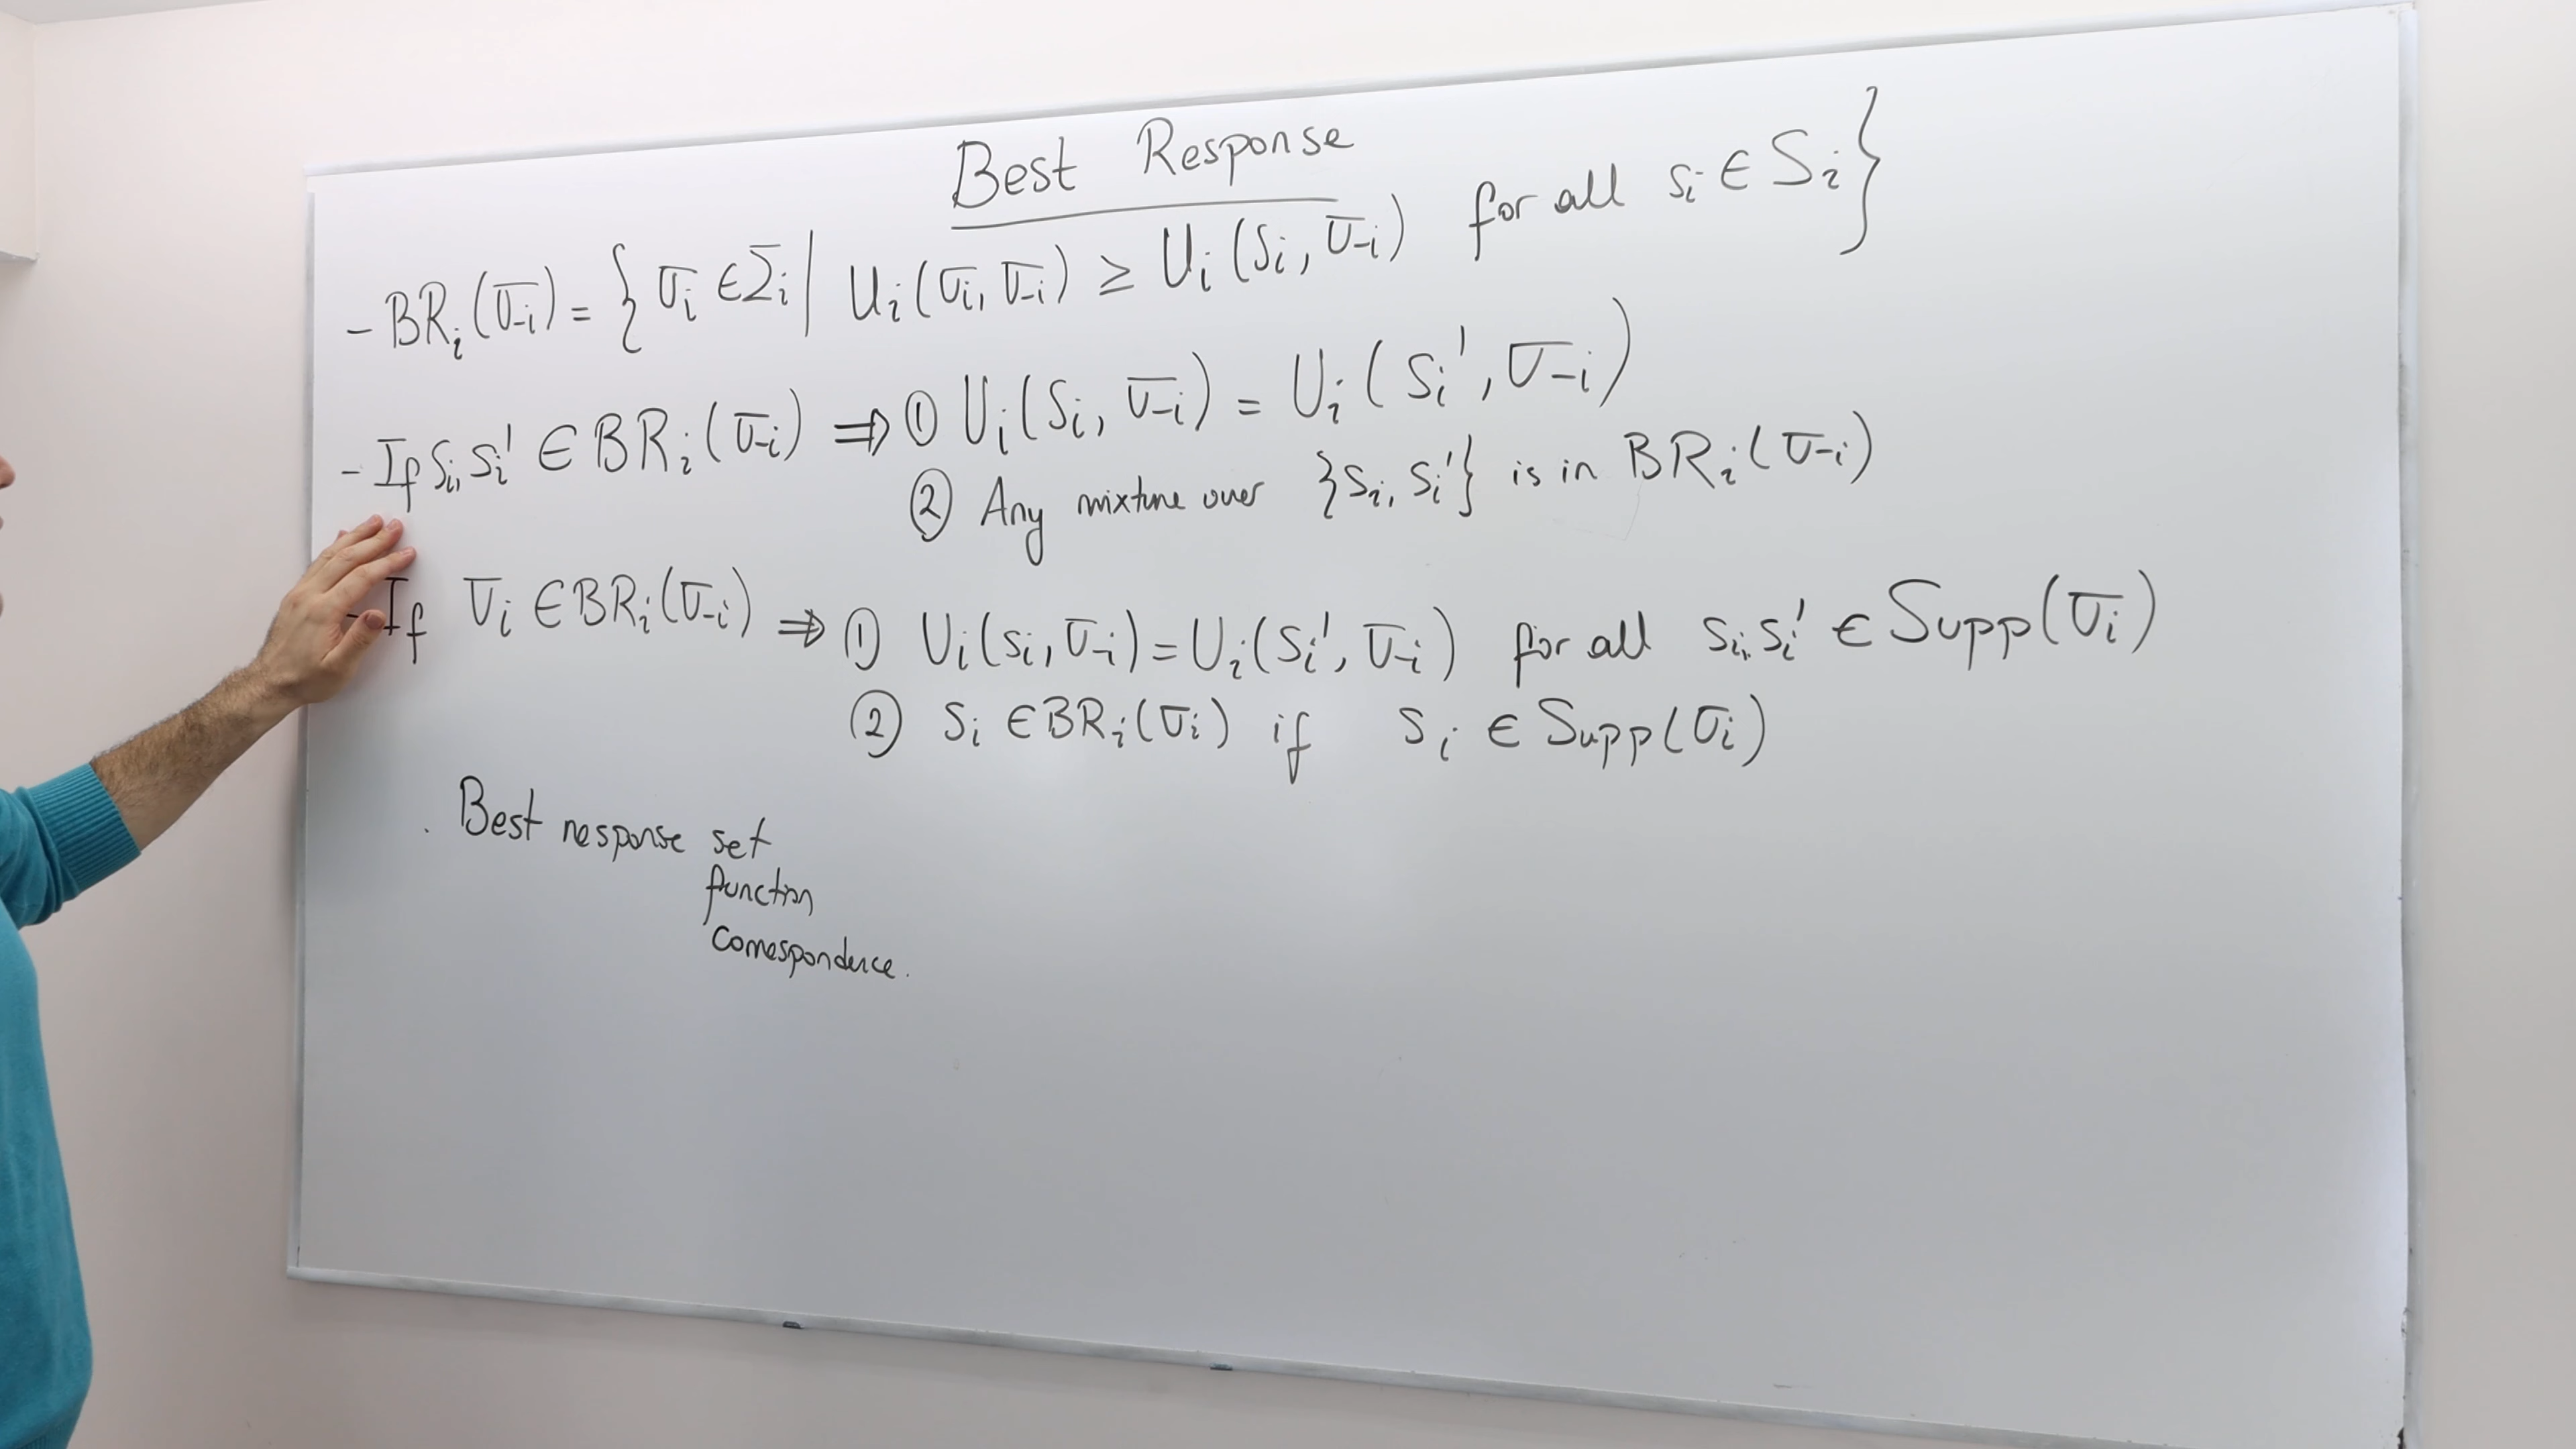 Best Response
- BRᵢ(σ₋ᵢ) = { σᵢ ∈ Σᵢ | Uᵢ(σᵢ, σ₋ᵢ) ≥ Uᵢ(sᵢ, σ₋ᵢ) for all sᵢ ∈ Sᵢ }
- If sᵢ, sᵢ' ∈ BRᵢ(σ₋ᵢ) ⇒ ① Uᵢ(sᵢ, σ₋ᵢ) = Uᵢ(sᵢ', σ₋ᵢ)
② Any mixture over {sᵢ, sᵢ'} is in BRᵢ(σ₋ᵢ)
- If σᵢ ∈ BRᵢ(σ₋ᵢ) ⇒ ① Uᵢ(sᵢ, σ₋ᵢ) = Uᵢ(sᵢ', σ₋ᵢ) for all sᵢ, sᵢ' ∈ Supp(σᵢ)
② sᵢ ∈ BRᵢ(σᵢ) if sᵢ ∈ Supp(σᵢ)
. Best response set
function
correspondence.